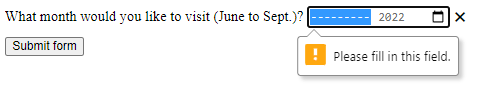 What month would you like to visit (June to Sept.)? --------- 2022
Submit form
Please fill in this field.